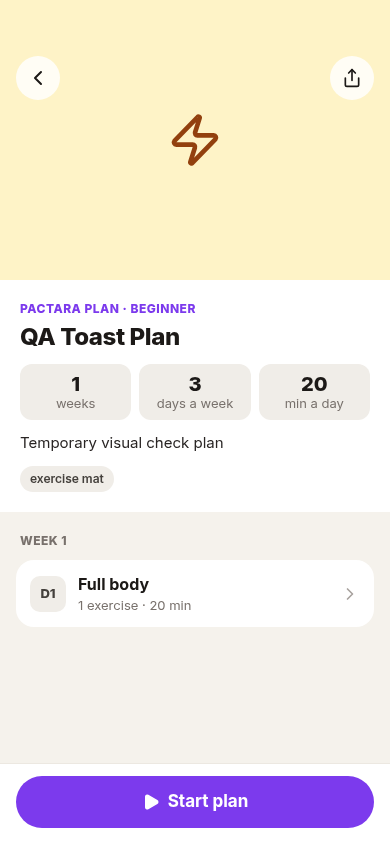 PACTARA PLAN · BEGINNER
QA Toast Plan
1
weeks
3
days a week
20
min a day
Temporary visual check plan
exercise mat
WEEK 1
D1
Full body
1 exercise · 20 min
Start plan